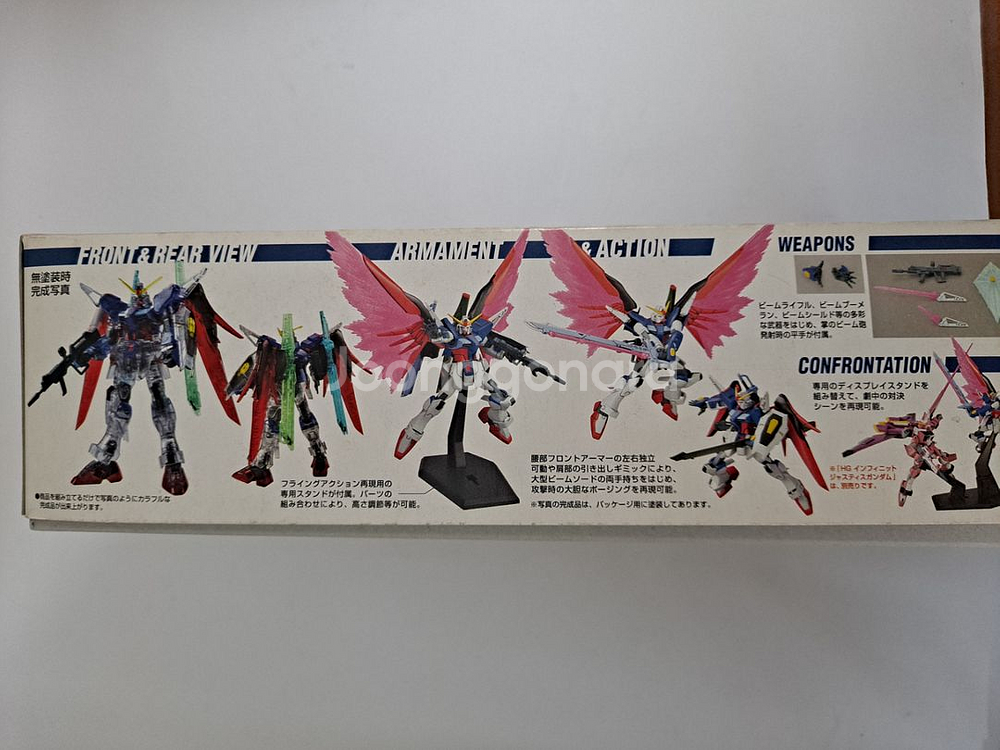 FRONT & REAR VIEW
無塗装時
完成写真
●商品を組み立てるだけで写真のようにカラフルな
完成品が出来上がります。
フライングアクション再現用の
専用スタンドが付属。パーツの
組み合わせにより、高さ調節等が可能。
ARMAMENT & ACTION
腰部フロントアーマーの左右独立
可動や肩部の引き出しギミックにより、
大型ビームソードの両手持ちをはじめ、
攻撃時の大胆なポージングを再現可能。
※写真の完成品は、パッケージ用に塗装してあります。
WEAPONS
ビームライフル、ビームブーメ
ラン、ビームシールド等の多彩
な武器をはじめ、掌のビーム砲
発射時の平手が付属。
CONFRONTATION
専用のディスプレイスタンドを
組み替えて、劇中の対決
シーンを再現可能。
※[HG インフィニット
ジャスティスガンダム]
は、別売りです。
Joonggonara